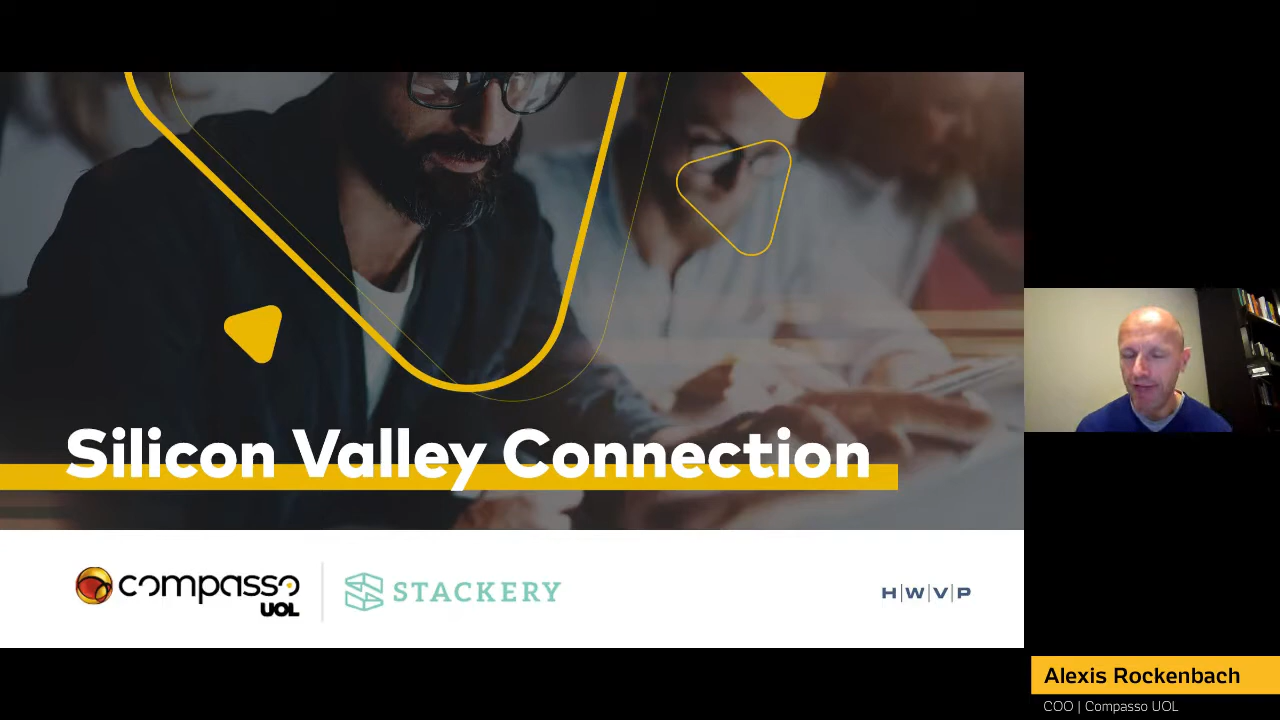 Silicon Valley Connection
compasso
UOL
STACKERY
H|W|V|P
Alexis Rockenbach
COO | Compasso UOL